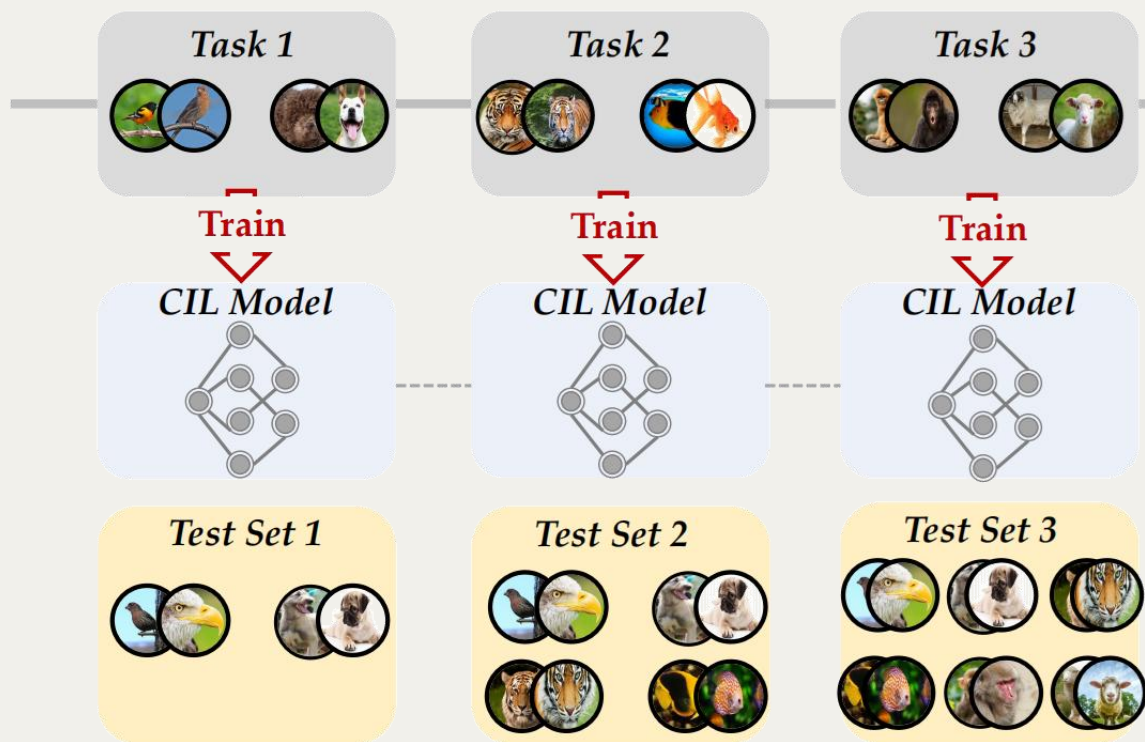 Task 1
Task 2
Task 3
Train
Train
Train
CIL Model
CIL Model
CIL Model
Test Set 1
Test Set 2
Test Set 3